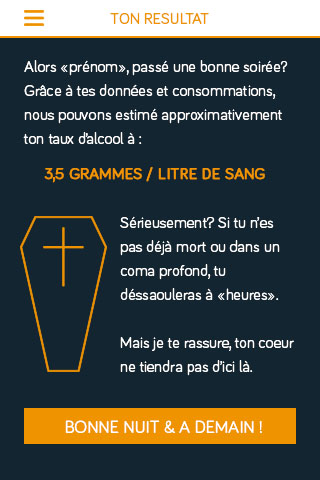 TON RESULTAT
Alors «prénom», passé une bonne soirée?
Grâce à tes données et consommations,
nous pouvons estimé approximativement
ton taux d'alcool à :
3,5 GRAMMES / LITRE DE SANG
Sérieusement? Si tu n'es
pas déjà mort ou dans un
coma profond, tu
déssaouleras à «heures».
Mais je te rassure, ton coeur
ne tiendra pas d'ici là.
BONNE NUIT & A DEMAIN !